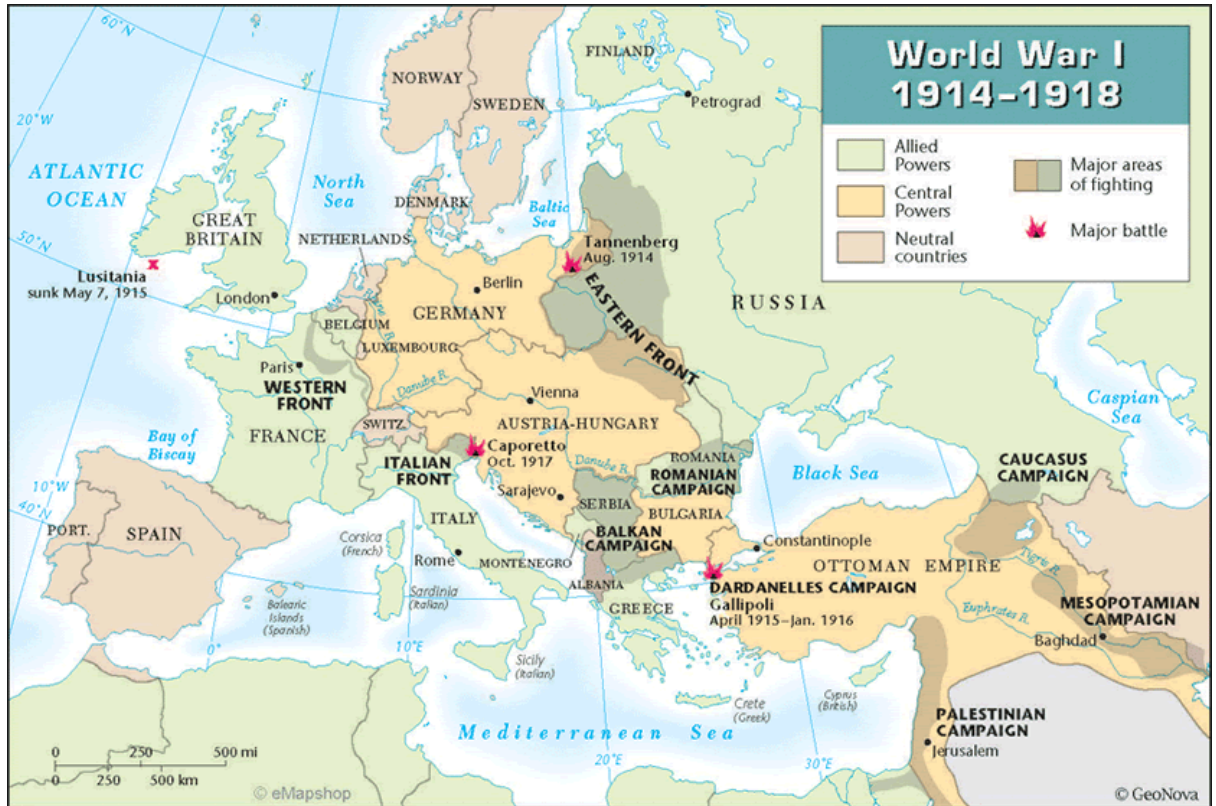 World War I
1914–1918
Allied
Powers
Central
Powers
Neutral
countries
Major areas
of fighting
Major battle
60°N
20°W
50°N
10°W
40°N
0°
10°E
20°E
30°E
ATLANTIC
OCEAN
North
Sea
Baltic
Sea
NORWAY
SWEDEN
FINLAND
Petrograd
DENMARK
GREAT
BRITAIN
London
NETHERLANDS
Lusitania
sunk May 7, 1915
Tannenberg
Aug. 1914
Berlin
GERMANY
EASTERN FRONT
RUSSIA
BELGIUM
LUXEMBOURG
Paris
WESTERN
FRONT
Danube R.
Vienna
AUSTRIA-HUNGARY
FRANCE
SWITZ.
Bay of
Biscay
Caporetto
Oct. 1917
ITALIAN
FRONT
Danube R.
ROMANIA
ROMANIAN
CAMPAIGN
Black Sea
Caspian
Sea
CAUCASUS
CAMPAIGN
Sarajevo
SERBIA
BULGARIA
BALKAN
CAMPAIGN
PORT.
SPAIN
Corsica
(French)
ITALY
Rome
MONTENEGRO
ALBANIA
Constantinople
OTTOMAN EMPIRE
Tigris R.
Euphrates R.
MESOPOTAMIAN
CAMPAIGN
Baghdad
DARDANELLES CAMPAIGN
Gallipoli
April 1915–Jan. 1916
GREECE
Sardinia
(Italian)
Balearic
Islands
(Spanish)
Sicily
(Italian)
Crete
(Greek)
Cyprus
(British)
Mediterranean Sea
PALESTINIAN
CAMPAIGN
Jerusalem
0 250 500 mi
0 250 500 km
© eMapshop
© GeoNova